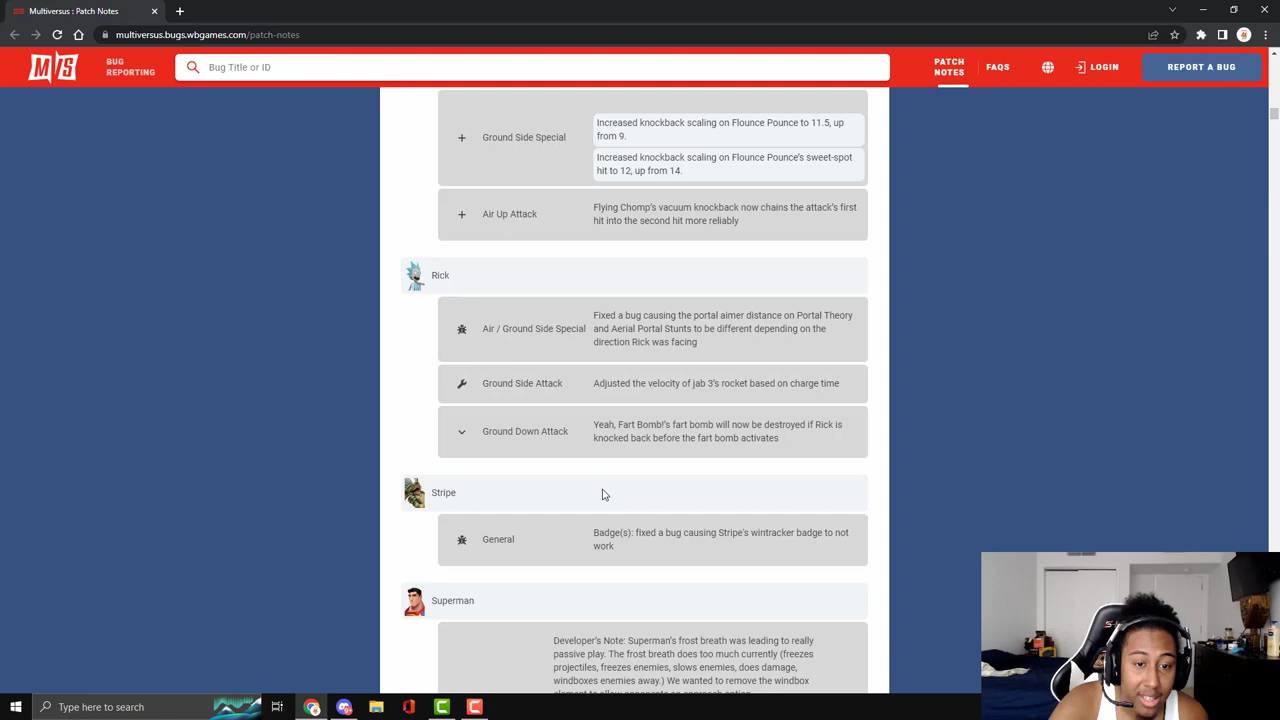 Multiversus : Patch Notes
multiversus.bugs.wbgames.com/patch-notes
M/S
BUG
REPORTING
Bug Title or ID
PATCH
NOTES
FAQS
LOGIN
REPORT A BUG
Ground Side Special
Increased knockback scaling on Flounce Pounce to 11.5, up
from 9.
Increased knockback scaling on Flounce Pounce's sweet-spot
hit to 12, up from 14.
Air Up Attack
Flying Chomp's vacuum knockback now chains the attack's first
hit into the second hit more reliably
Rick
Air / Ground Side Special
Fixed a bug causing the portal aimer distance on Portal Theory
and Aerial Portal Stunts to be different depending on the
direction Rick was facing
Ground Side Attack
Adjusted the velocity of jab 3's rocket based on charge time
Ground Down Attack
Yeah, Fart Bomb!'s fart bomb will now be destroyed if Rick is
knocked back before the fart bomb activates
Stripe
General
Badge(s): fixed a bug causing Stripe's wintracker badge to not
work
Superman
Developer's Note: Superman's frost breath was leading to really
passive play. The frost breath does too much currently (freezes
projectiles, freezes enemies, slows enemies, does damage,
windboxes enemies away.) We wanted to remove the windbox
element to allow opponents an approach option
Type here to search